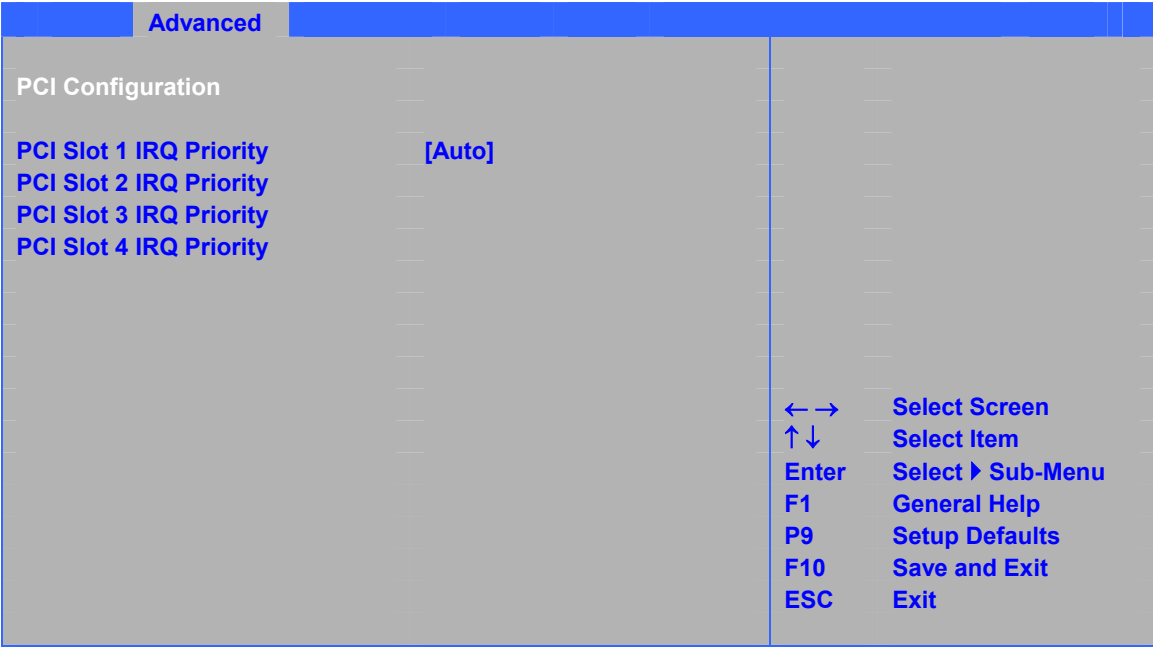 Advanced
PCI Configuration
PCI Slot 1 IRQ Priority [Auto]
PCI Slot 2 IRQ Priority
PCI Slot 3 IRQ Priority
PCI Slot 4 IRQ Priority
← → Select Screen
↑↓ Select Item
Enter Select ▶ Sub-Menu
F1 General Help
P9 Setup Defaults
F10 Save and Exit
ESC Exit